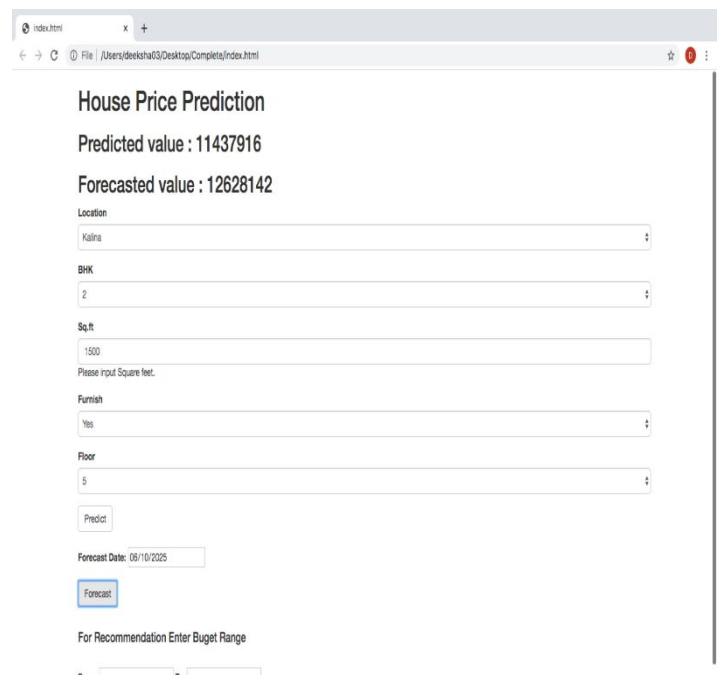 index.html x +
File /Users/deeksha03/Desktop/Complete/index.html D
House Price Prediction
Predicted value : 11437916
Forecasted value : 12628142
Location
Kalina
BHK
2
Sq.ft
1500
Please input Square feet.
Furnish
Yes
Floor
5
Predict
Forecast Date: 06/10/2025
Forecast
For Recommendation Enter Buget Range